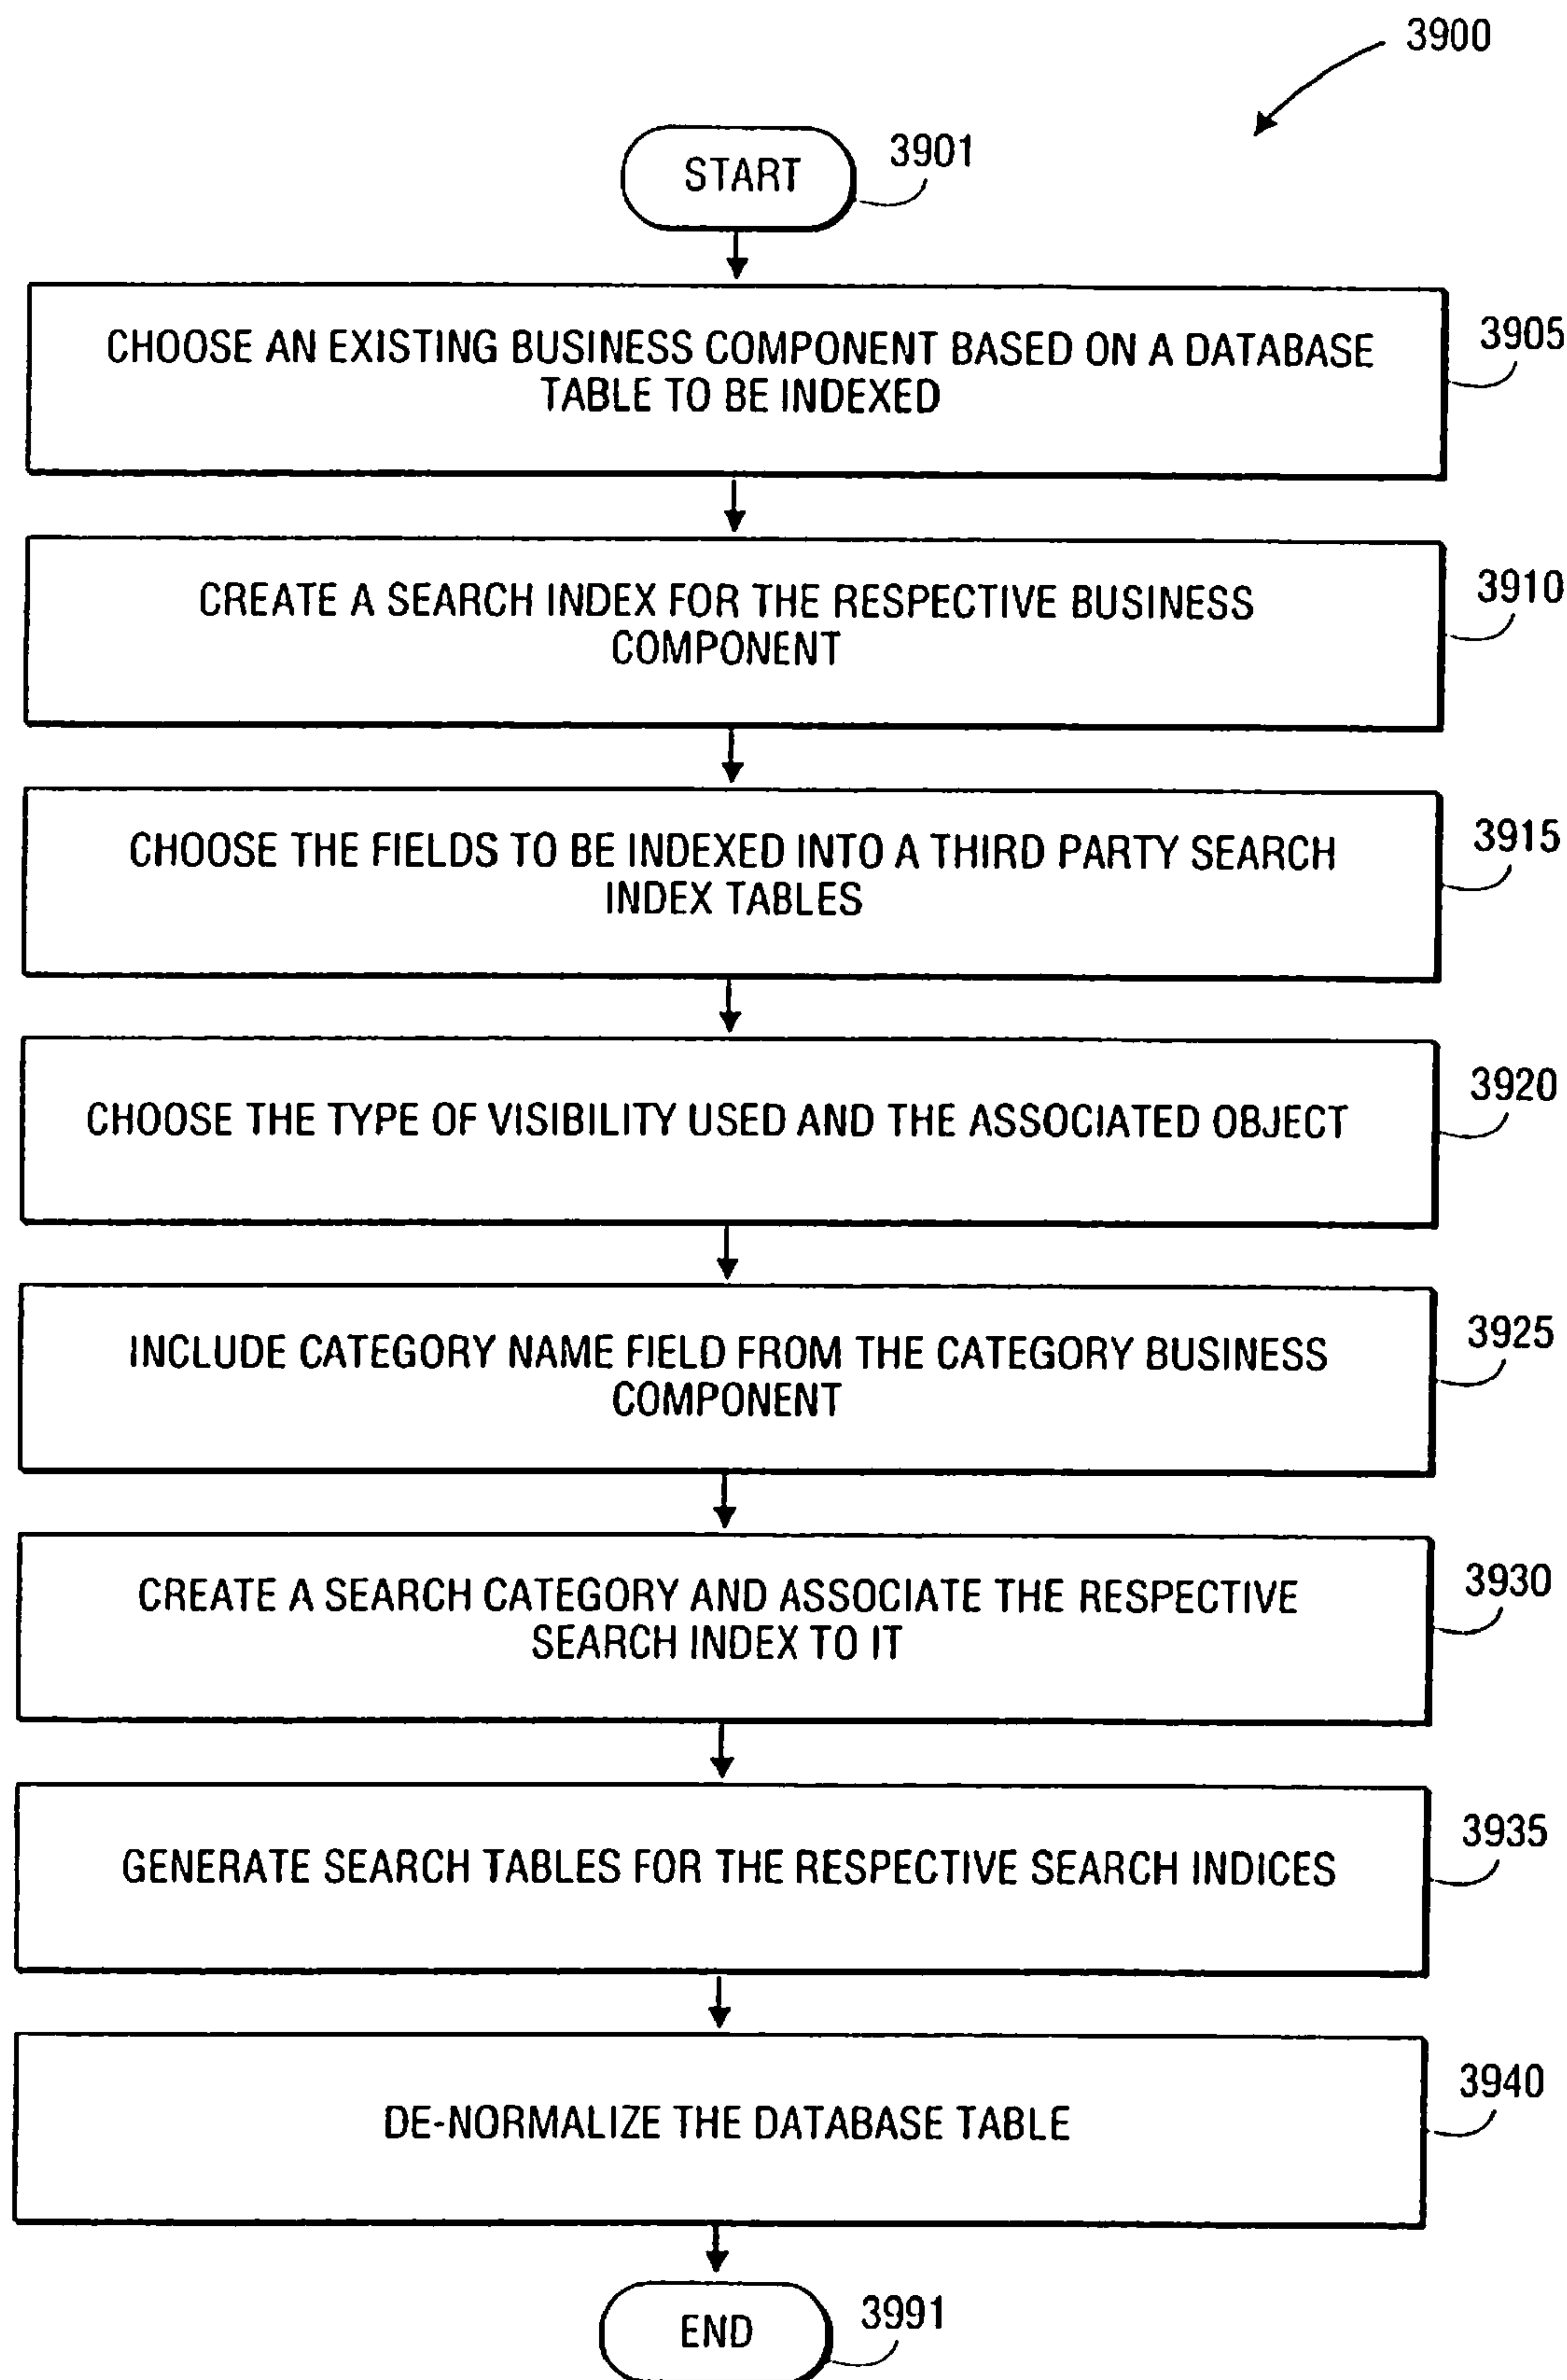 3900
START
3901
CHOOSE AN EXISTING BUSINESS COMPONENT BASED ON A DATABASE
TABLE TO BE INDEXED
3905
CREATE A SEARCH INDEX FOR THE RESPECTIVE BUSINESS
COMPONENT
3910
CHOOSE THE FIELDS TO BE INDEXED INTO A THIRD PARTY SEARCH
INDEX TABLES
3915
CHOOSE THE TYPE OF VISIBILITY USED AND THE ASSOCIATED OBJECT
3920
INCLUDE CATEGORY NAME FIELD FROM THE CATEGORY BUSINESS
COMPONENT
3925
CREATE A SEARCH CATEGORY AND ASSOCIATE THE RESPECTIVE
SEARCH INDEX TO IT
3930
GENERATE SEARCH TABLES FOR THE RESPECTIVE SEARCH INDICES
3935
DE-NORMALIZE THE DATABASE TABLE
3940
END
3991